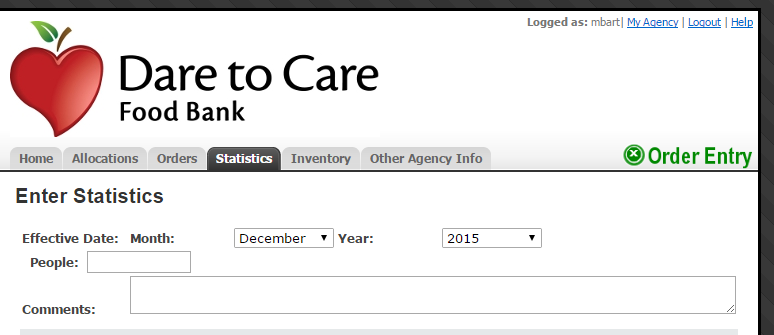 Logged as: mbart| My Agency | Logout | Help
Dare to Care
Food Bank
Home Allocations Orders Statistics Inventory Other Agency Info Order Entry
Enter Statistics
Effective Date: Month: December Year: 2015
People:
Comments: